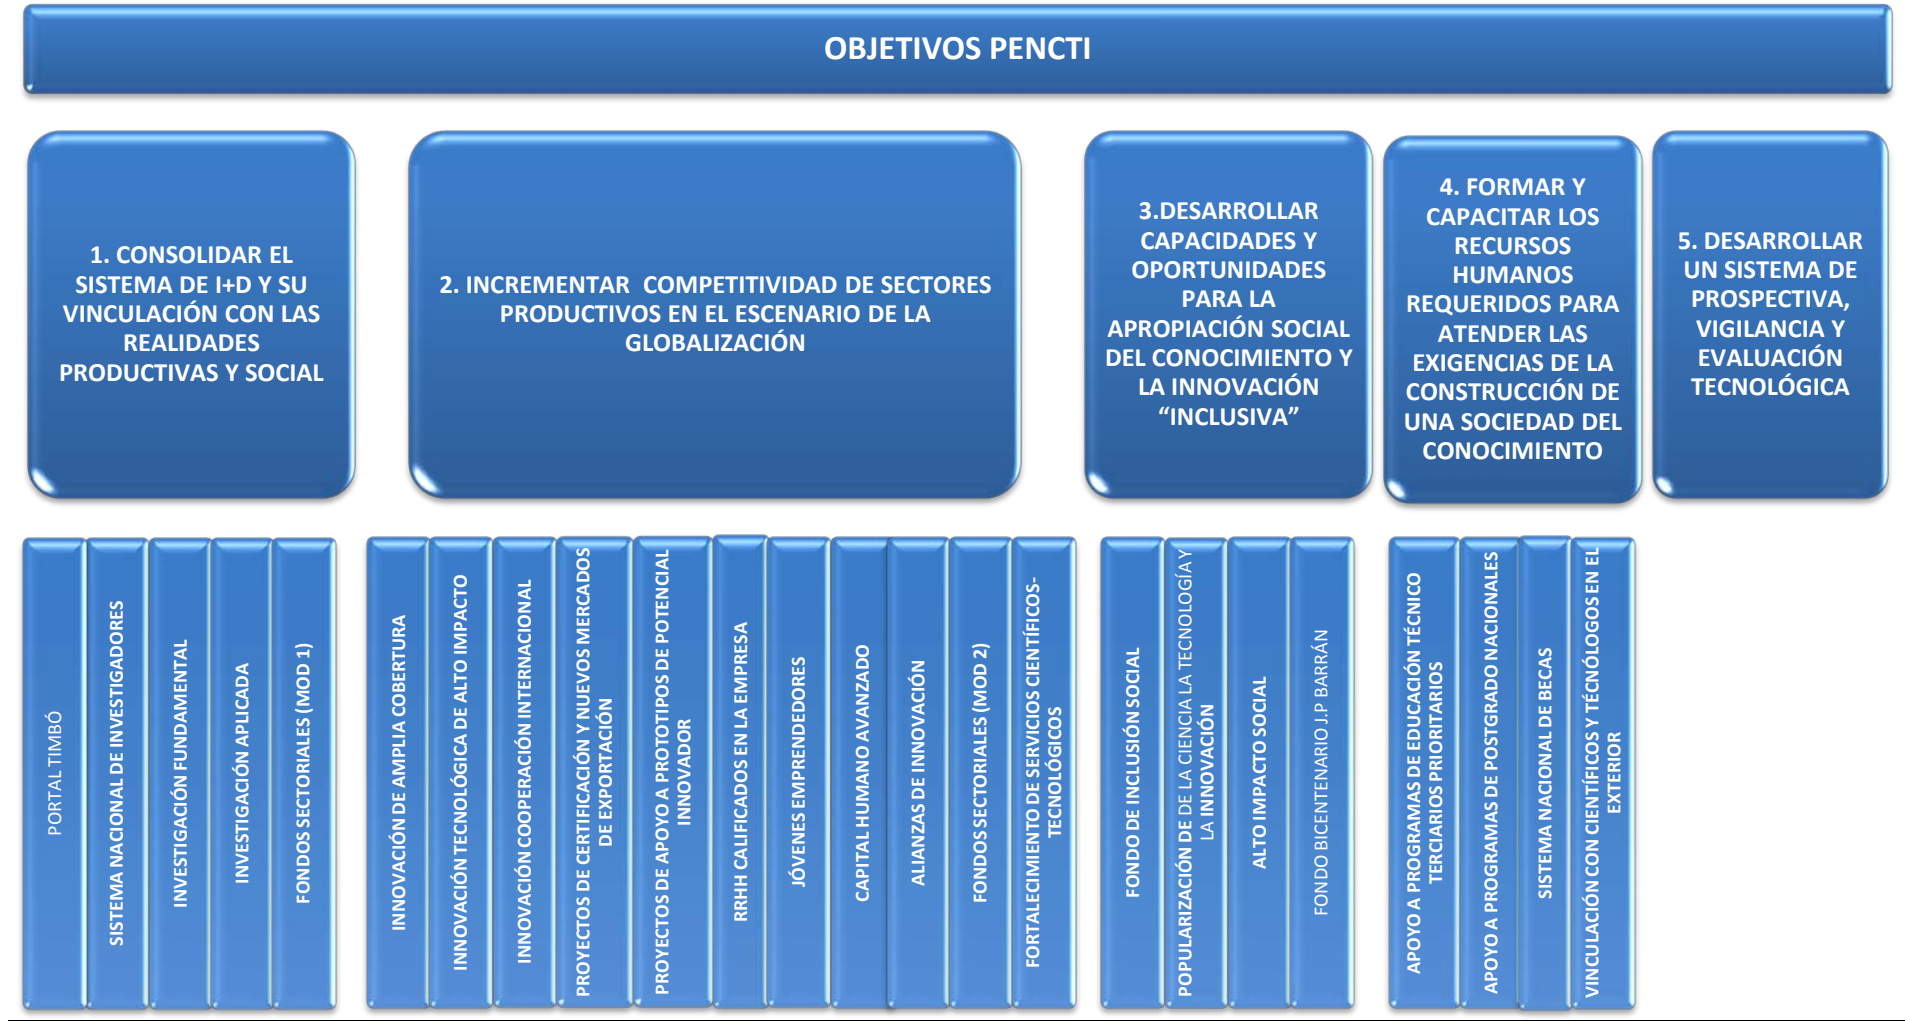 OBJETIVOS PENCTI
1. CONSOLIDAR EL
SISTEMA DE I+D Y SU
VINCULACIÓN CON LAS
REALIDADES
PRODUCTIVAS Y SOCIAL
2. INCREMENTAR COMPETITIVIDAD DE SECTORES
PRODUCTIVOS EN EL ESCENARIO DE LA
GLOBALIZACIÓN
3.DESARROLLAR
CAPACIDADES Y
OPORTUNIDADES
PARA LA
APROPIACIÓN SOCIAL
DEL CONOCIMIENTO Y
LA INNOVACIÓN
“INCLUSIVA”
4. FORMAR Y
CAPACITAR LOS
RECURSOS
HUMANOS
REQUERIDOS PARA
ATENDER LAS
EXIGENCIAS DE LA
CONSTRUCCIÓN DE
UNA SOCIEDAD DEL
CONOCIMIENTO
5. DESARROLLAR
UN SISTEMA DE
PROSPECTIVA,
VIGILANCIA Y
EVALUACIÓN
TECNOLÓGICA
PORTAL TIMBÓ
SISTEMA NACIONAL DE INVESTIGADORES
INVESTIGACIÓN FUNDAMENTAL
INVESTIGACIÓN APLICADA
FONDOS SECTORIALES (MOD 1)
INNOVACIÓN DE AMPLIA COBERTURA
INNOVACIÓN TECNOLÓGICA DE ALTO IMPACTO
INNOVACIÓN COOPERACIÓN INTERNACIONAL
PROYECTOS DE CERTIFICACIÓN Y NUEVOS MERCADOS
DE EXPORTACIÓN
PROYECTOS DE APOYO A PROTOTIPOS DE POTENCIAL
INNOVADOR
RRHH CALIFICADOS EN LA EMPRESA
JÓVENES EMPRENDEDORES
CAPITAL HUMANO AVANZADO
ALIANZAS DE INNOVACIÓN
FONDOS SECTORIALES (MOD 2)
FORTALECIMIENTO DE SERVICIOS CIENTÍFICOS-
TECNOLÓGICOS
FONDO DE INCLUSIÓN SOCIAL
POPULARIZACIÓN DE DE LA CIENCIA LA TECNOLOGÍA Y
LA INNOVACIÓN
ALTO IMPACTO SOCIAL
FONDO BICENTENARIO J.P BARRÁN
APOYO A PROGRAMAS DE EDUCACIÓN TÉCNICO
TERCIARIOS PRIORITARIOS
APOYO A PROGRAMAS DE POSTGRADO NACIONALES
SISTEMA NACIONAL DE BECAS
VINCULACIÓN CON CIENTÍFICOS Y TÉCNÓLOGOS EN EL
EXTERIOR